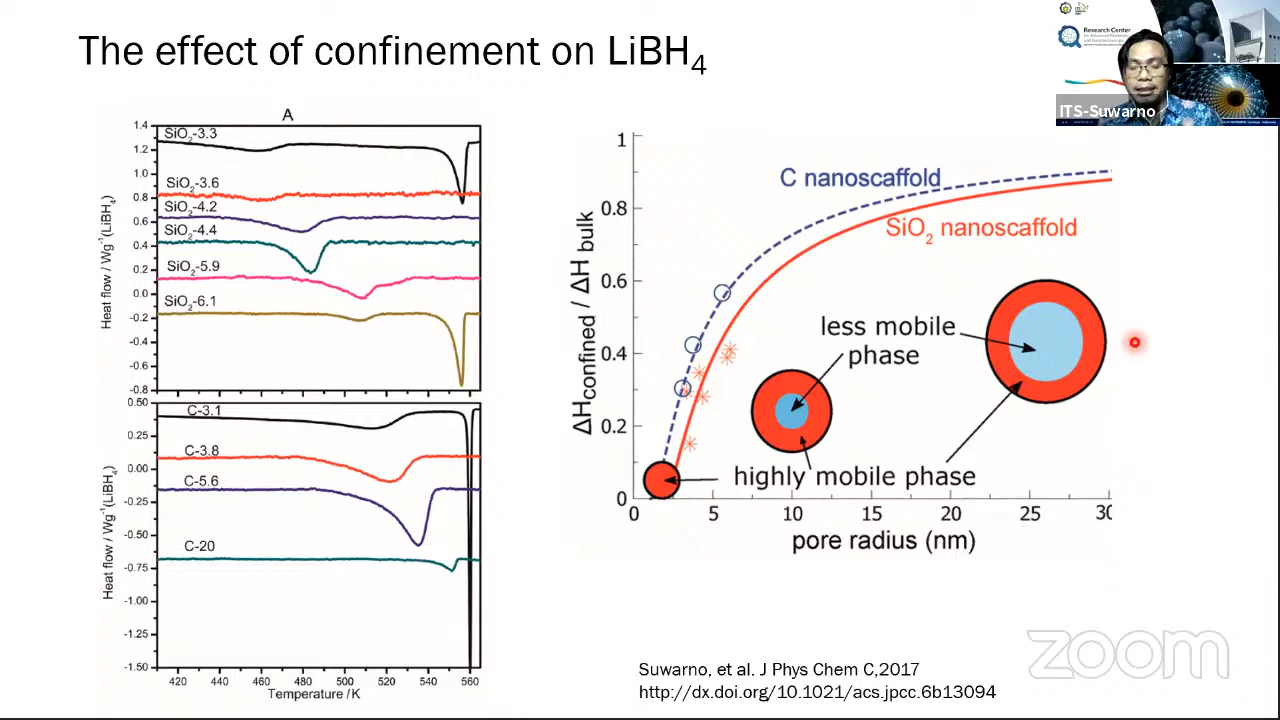 The effect of confinement on LiBH4
Research Center
ITS-Suwarno
A
Heat flow / Wg-1(LiBH4)
1.4
1.2
1.0
0.8
0.6
0.4
0.2
0.0
-0.2
-0.4
-0.6
-0.8
SiO2-3.3
SiO2-3.6
SiO2-4.2
SiO2-4.4
SiO2-5.9
SiO2-6.1
Heat flow / Wg-1(LiBH4)
0.50
0.25
0.00
-0.25
-0.50
-0.75
-1.00
-1.25
-1.50
C-3.1
C-3.8
C-5.6
C-20
420 440 460 480 500 520 540 560
Temperature /K
ΔHconfined / ΔH bulk
1
0.8
0.6
0.4
0.2
0
C nanoscaffold
SiO2 nanoscaffold
less mobile
phase
highly mobile phase
0 5 10 15 20 25 30
pore radius (nm)
Suwarno, et al. J Phys Chem C,2017
http://dx.doi.org/10.1021/acs.jpcc.6b13094
zoom